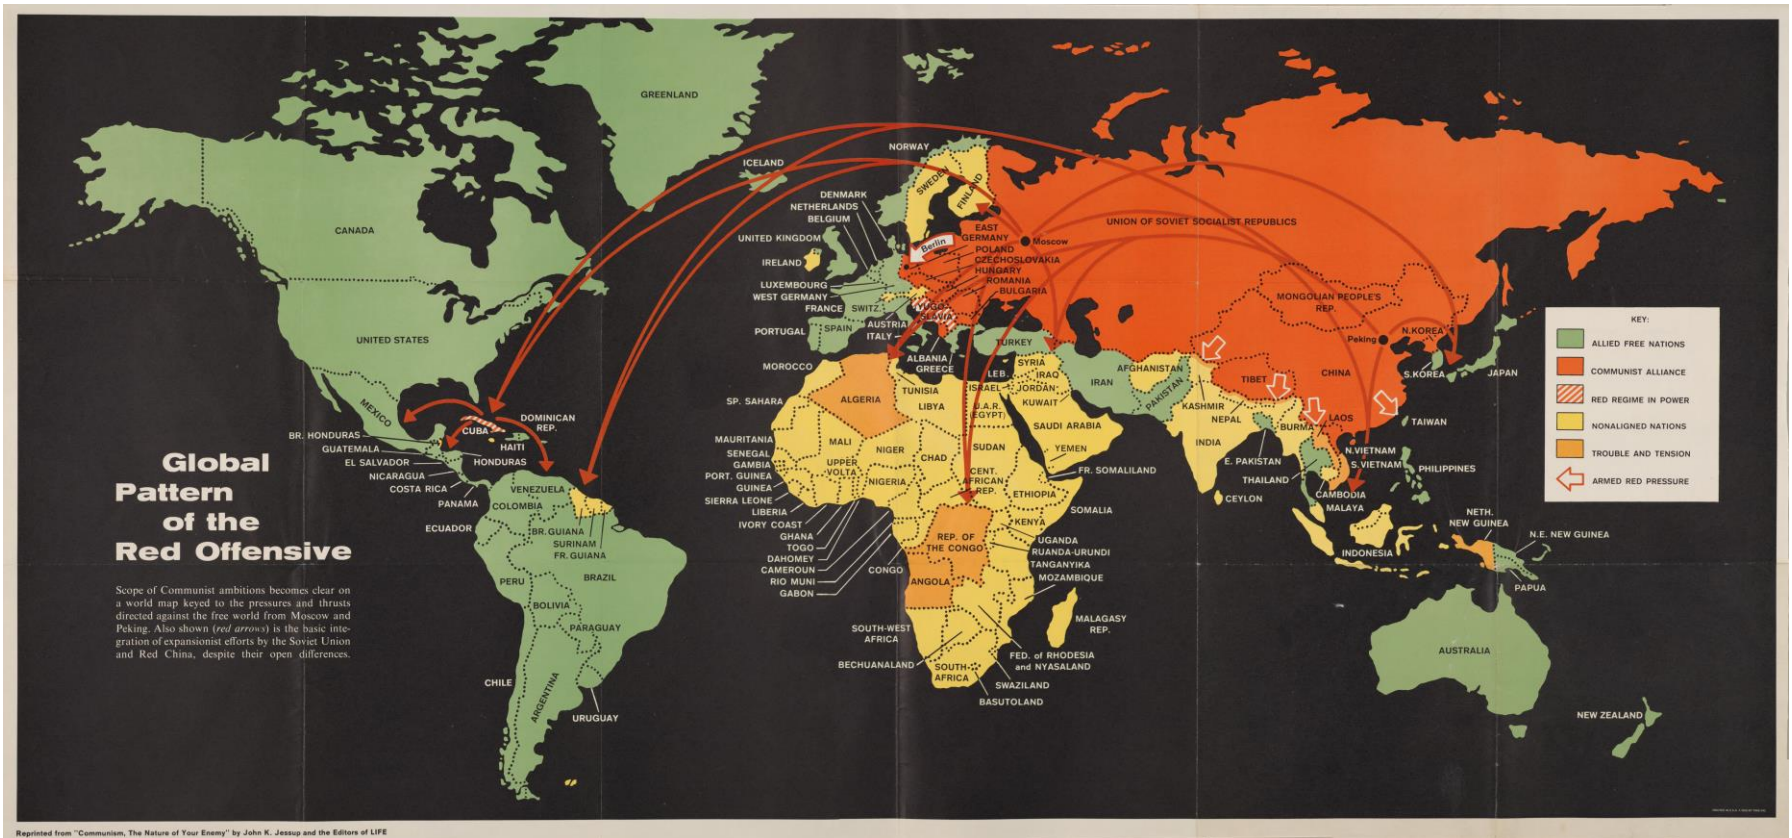 GREENLAND
ICELAND
NORWAY
SWEDEN
FINLAND
DENMARK
NETHERLANDS
BELGIUM
UNITED KINGDOM
IRELAND
LUXEMBOURG
WEST GERMANY
FRANCE
SWITZ.
PORTUGAL
SPAIN
AUSTRIA
ITALY
ALBANIA
GREECE
EAST
GERMANY
Berlin
POLAND
CZECHOSLOVAKIA
HUNGARY
ROMANIA
BULGARIA
YUGO-
SLAVIA
Moscow
UNION OF SOVIET SOCIALIST REPUBLICS
MONGOLIAN PEOPLE'S
REP.
Peking
N.KOREA
S.KOREA
JAPAN
CHINA
TIBET
TAIWAN
CANADA
UNITED STATES
MEXICO
CUBA
DOMINICAN
REP.
HAITI
BR. HONDURAS
GUATEMALA
HONDURAS
EL SALVADOR
NICARAGUA
COSTA RICA
PANAMA
VENEZUELA
COLOMBIA
ECUADOR
BR. GUIANA
SURINAM
FR. GUIANA
PERU
BRAZIL
BOLIVIA
PARAGUAY
CHILE
ARGENTINA
URUGUAY
MOROCCO
SP. SAHARA
ALGERIA
TUNISIA
LIBYA
U.A.R.
(EGYPT)
MAURITANIA
SENEGAL
GAMBIA
PORT. GUINEA
GUINEA
SIERRA LEONE
LIBERIA
IVORY COAST
GHANA
TOGO
DAHOMEY
CAMEROUN
RIO MUNI
GABON
MALI
UPPER
VOLTA
NIGER
NIGERIA
CHAD
SUDAN
CENT.
AFRICAN
REP.
ETHIOPIA
FR. SOMALILAND
SOMALIA
KENYA
UGANDA
RUANDA-URUNDI
TANGANYIKA
MOZAMBIQUE
CONGO
REP. OF
THE CONGO
ANGOLA
SOUTH-WEST
AFRICA
BECHUANALAND
SOUTH-
AFRICA
FED. of RHODESIA
and NYASALAND
SWAZILAND
BASUTOLAND
MALAGASY
REP.
TURKEY
SYRIA
LEB.
IRAQ
ISRAEL
JORDAN
KUWAIT
SAUDI ARABIA
YEMEN
IRAN
AFGHANISTAN
PAKISTAN
KASHMIR
NEPAL
INDIA
E. PAKISTAN
CEYLON
BURMA
LAOS
THAILAND
N.VIETNAM
S.VIETNAM
CAMBODIA
MALAYA
PHILIPPINES
INDONESIA
NETH.
NEW GUINEA
N.E. NEW GUINEA
PAPUA
AUSTRALIA
NEW ZEALAND
KEY:
ALLIED FREE NATIONS
COMMUNIST ALLIANCE
RED REGIME IN POWER
NONALIGNED NATIONS
TROUBLE AND TENSION
ARMED RED PRESSURE
Global
Pattern
of the
Red Offensive
Scope of Communist ambitions becomes clear on
a world map keyed to the pressures and thrusts
directed against the free world from Moscow and
Peking. Also shown (red arrows) is the basic inte-
gration of expansionist efforts by the Soviet Union
and Red China, despite their open differences.
Reprinted from "Communism, The Nature of Your Enemy" by John K. Jessup and the Editors of LIFE